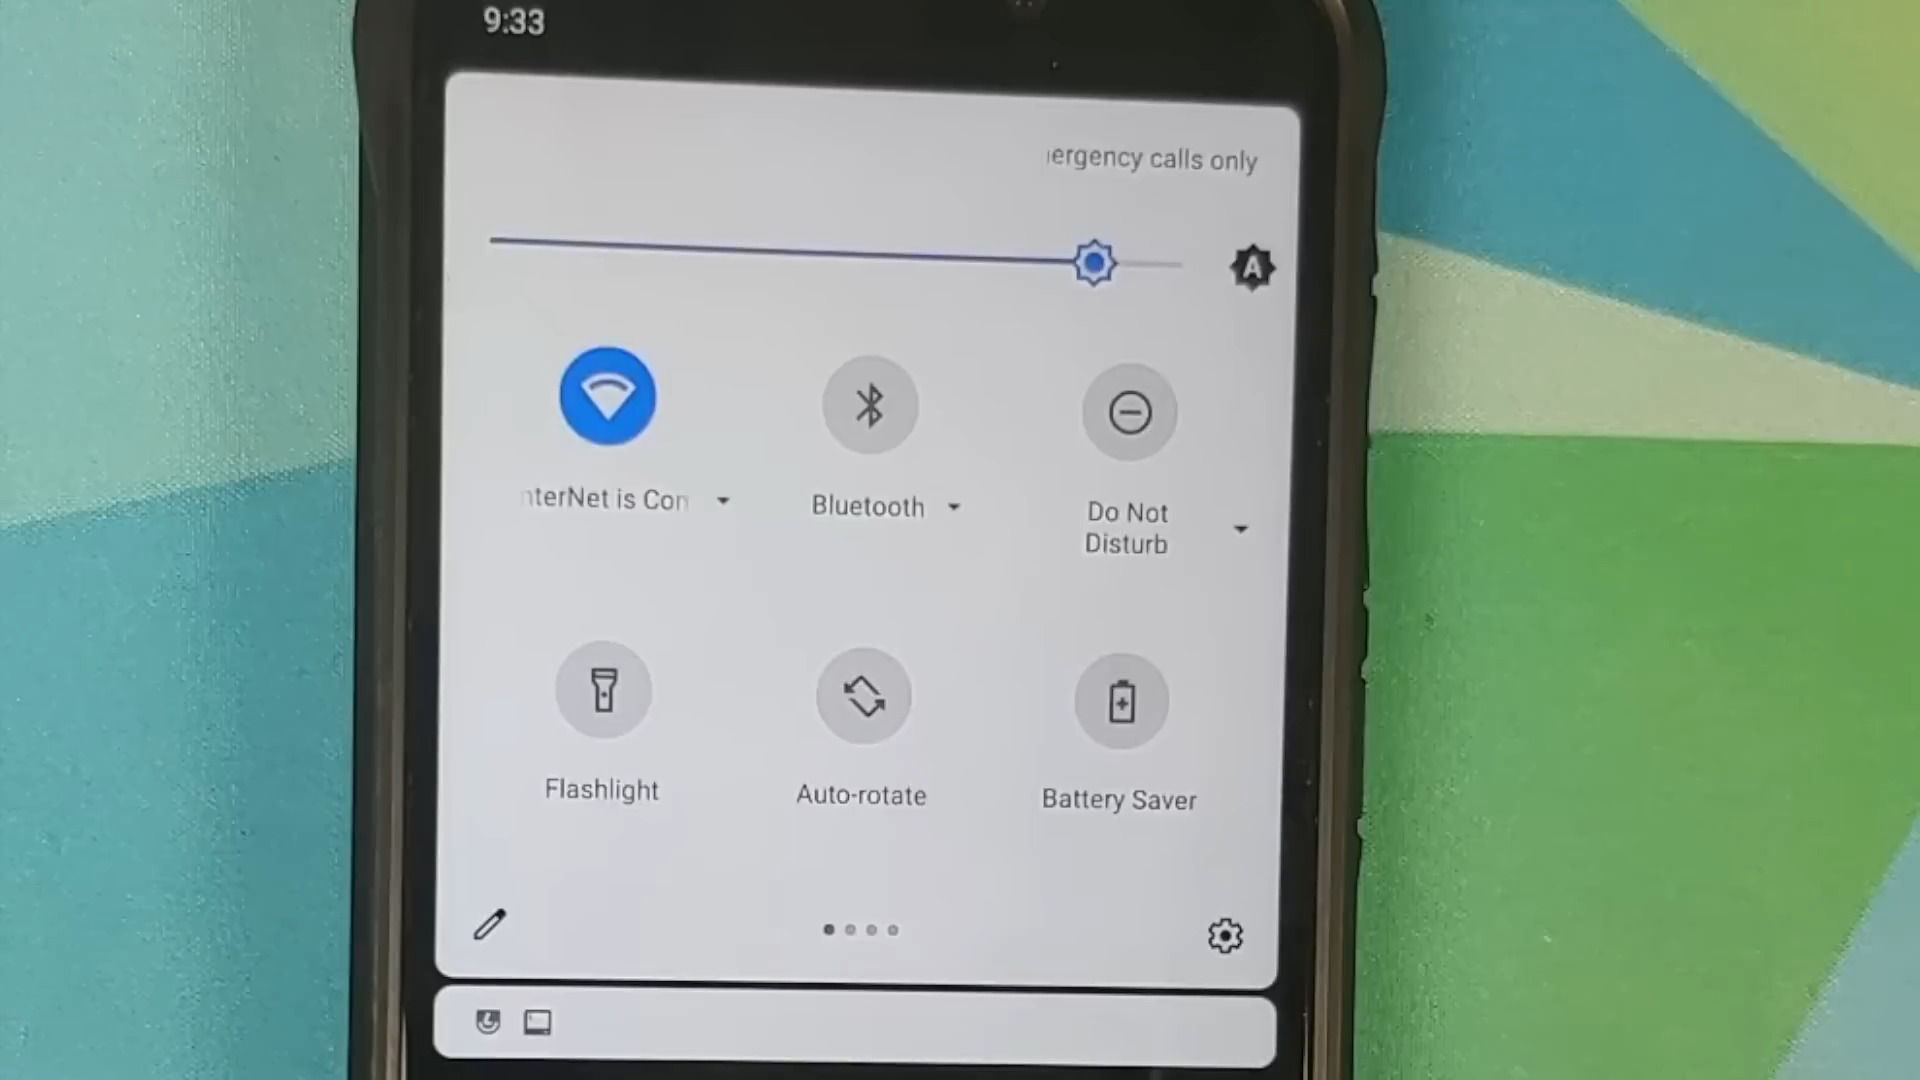 9:33
ergency calls only
A
nterNet is Con
Bluetooth
Do Not
Disturb
Flashlight
Auto-rotate
Battery Saver